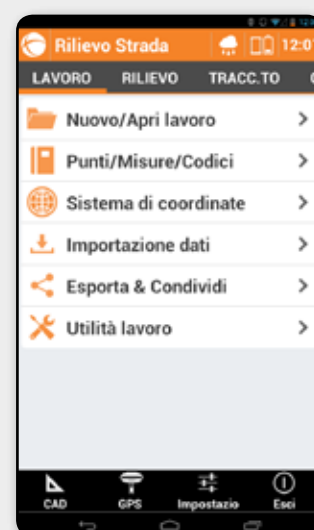 Rilievo Strada 12:0
LAVORO RILIEVO TRACC.TO
Nuovo/Apri lavoro
Punti/Misure/Codici
Sistema di coordinate
Importazione dati
Esporta & Condividi
Utilità lavoro
CAD GPS Impostazio Esci